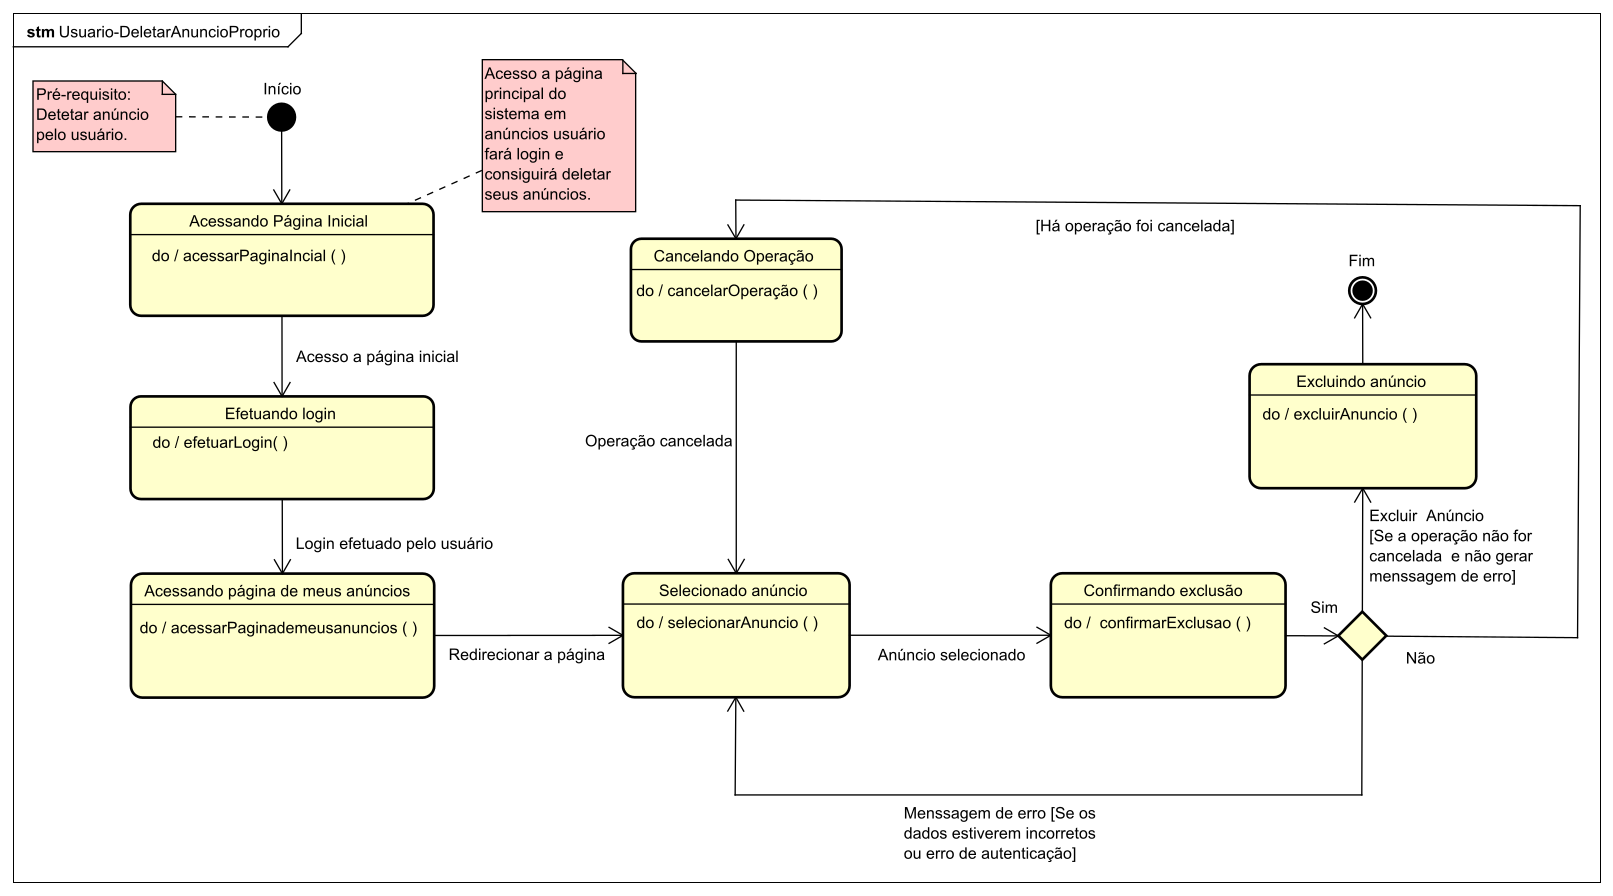 stm Usuario-DeletarAnuncioProprio
Pré-requisito:
Detetar anúncio
pelo usuário.
Início
Acesso a página
principal do
sistema em
anúncios usuário
fará login e
consiguirá deletar
seus anúncios.
Acessando Página Inicial
do / acessarPaginaIncial ( )
Acesso a página inicial
Efetuando login
do / efetuarLogin( )
Login efetuado pelo usuário
Acessando página de meus anúncios
do / acessarPaginademeusanuncios ( )
Redirecionar a página
Cancelando Operação
do / cancelarOperação ( )
Operação cancelada
Selecionado anúncio
do / selecionarAnuncio ( )
Anúncio selecionado
Confirmando exclusão
do /  confirmarExclusao ( )
Sim
Não
[Há operação foi cancelada]
Fim
Excluindo anúncio
do / excluirAnuncio ( )
Excluir  Anúncio
[Se a operação não for
cancelada  e não gerar
menssagem de erro]
Menssagem de erro [Se os
dados estiverem incorretos
ou erro de autenticação]